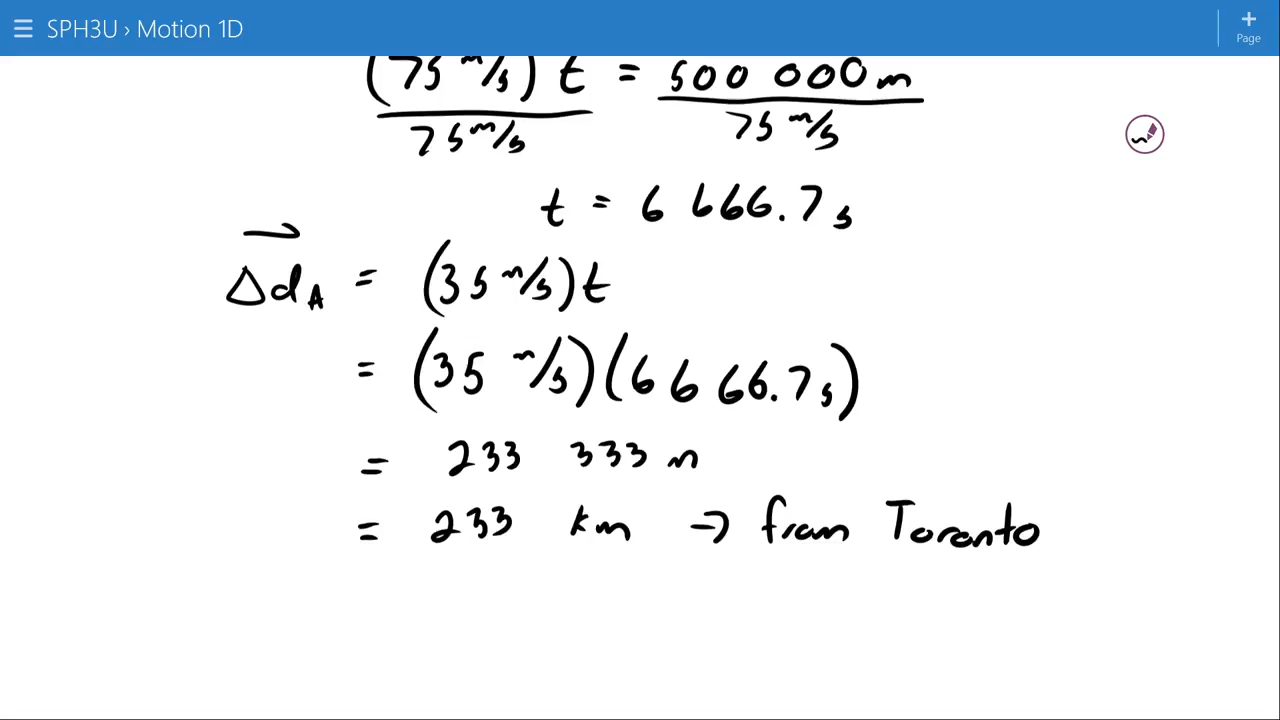 SPH3U › Motion 1D
Page
(75 m/s) t = 500 000 m
75 m/s 75 m/s
t = 6 666.7 s
Δd⃗_A = (35 m/s) t
= (35 m/s)(6 666.7 s)
= 233 333 m
= 233 km → from Toronto